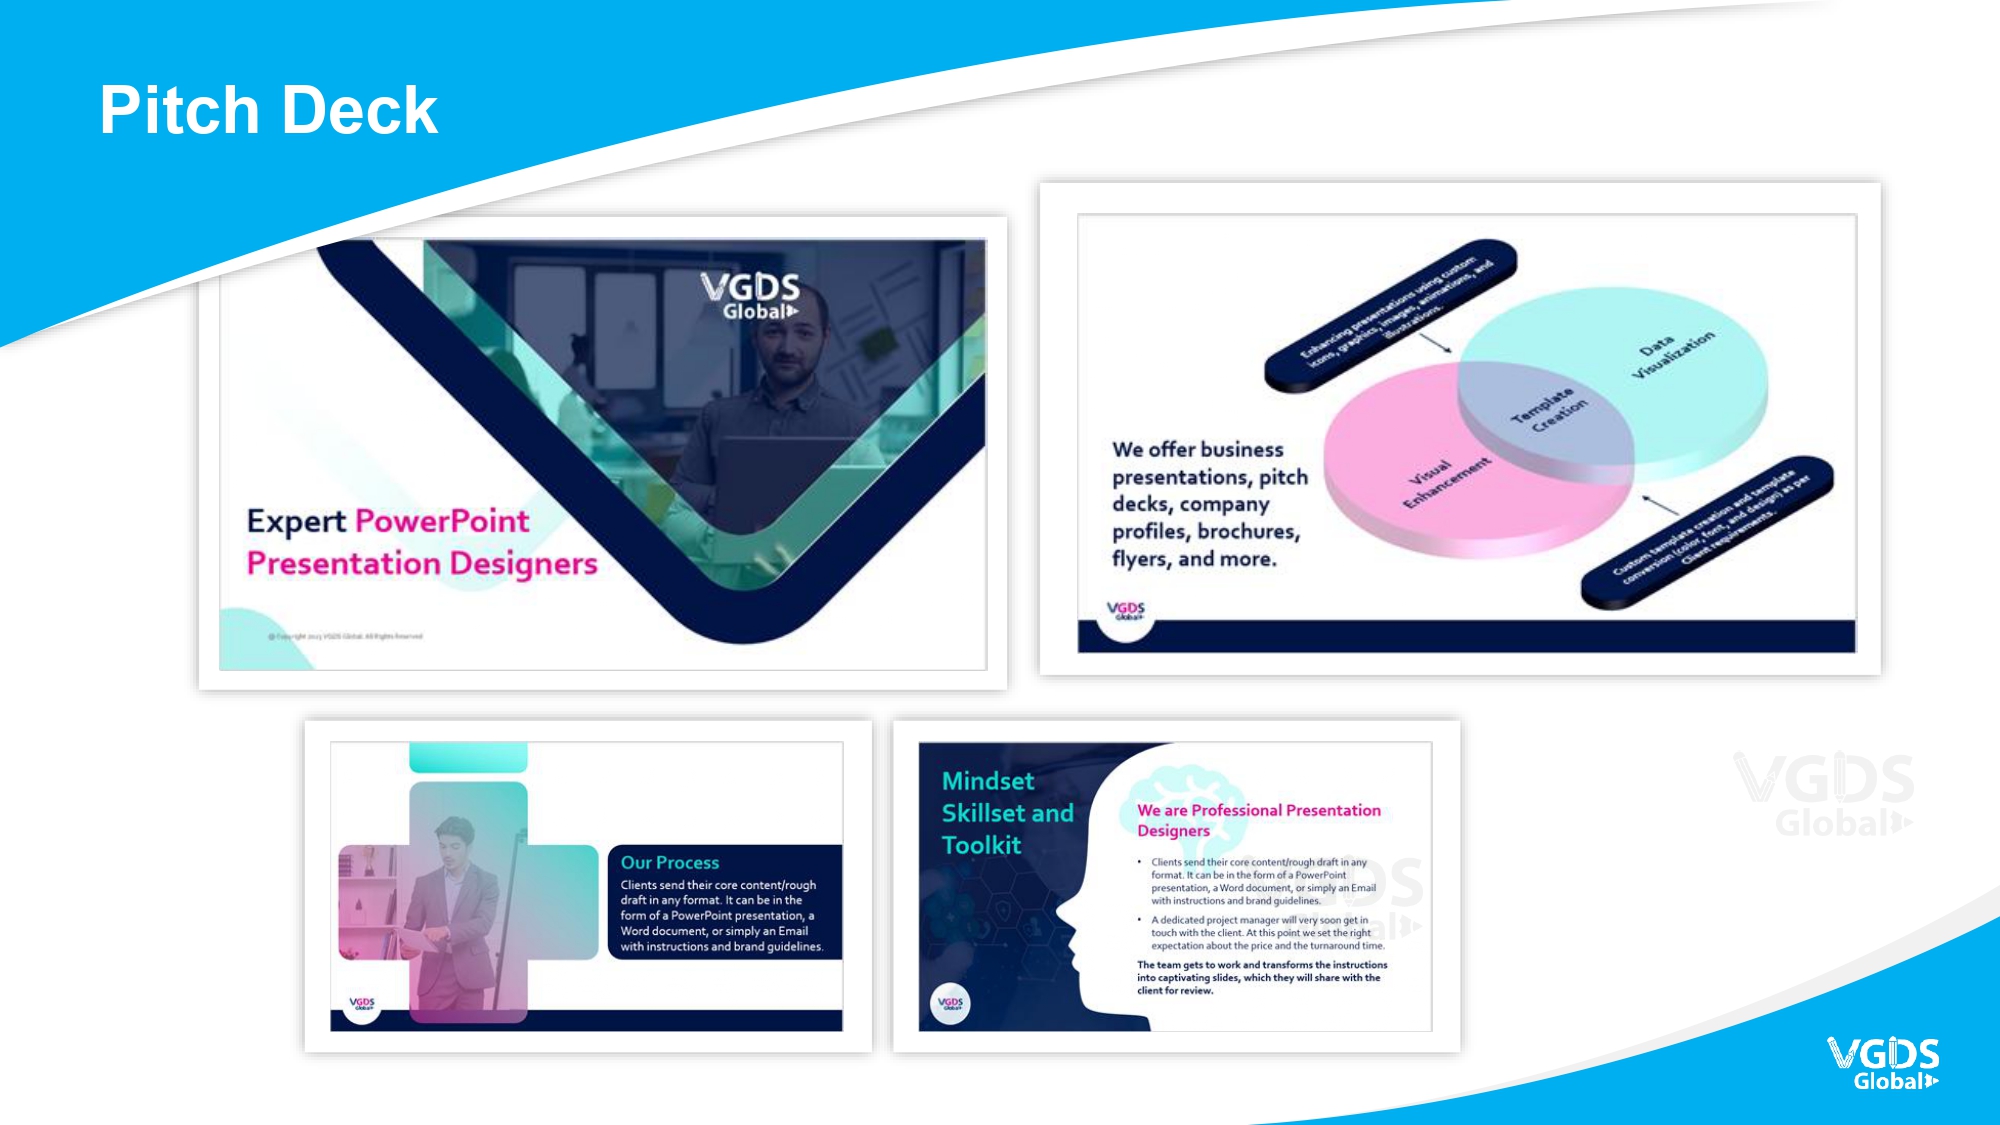 Pitch Deck
VGDS
Global
Expert PowerPoint
Presentation Designers
@ Copyright 2023 VGDS Global. All Rights Reserved
Enhancing presentations using custom
icons, graphics, images, animations, and
illustrations.
Data
Visualization
Template
Creation
Visual
Enhancement
Custom template creation and template
conversion (color, font, and design) as per
Client requirements.
We offer business
presentations, pitch
decks, company
profiles, brochures,
flyers, and more.
VGDS
Global
Our Process
Clients send their core content/rough
draft in any format. It can be in the
form of a PowerPoint presentation, a
Word document, or simply an Email
with instructions and brand guidelines.
VGDS
Global
Mindset
Skillset and
Toolkit
We are Professional Presentation
Designers
• Clients send their core content/rough draft in any
format. It can be in the form of a PowerPoint
presentation, a Word document, or simply an Email
with instructions and brand guidelines.
• A dedicated project manager will very soon get in
touch with the client. At this point we set the right
expectation about the price and the turnaround time.
The team gets to work and transforms the instructions
into captivating slides, which they will share with the
client for review.
VGDS
Global
VGDS
Global
VGDS
Global